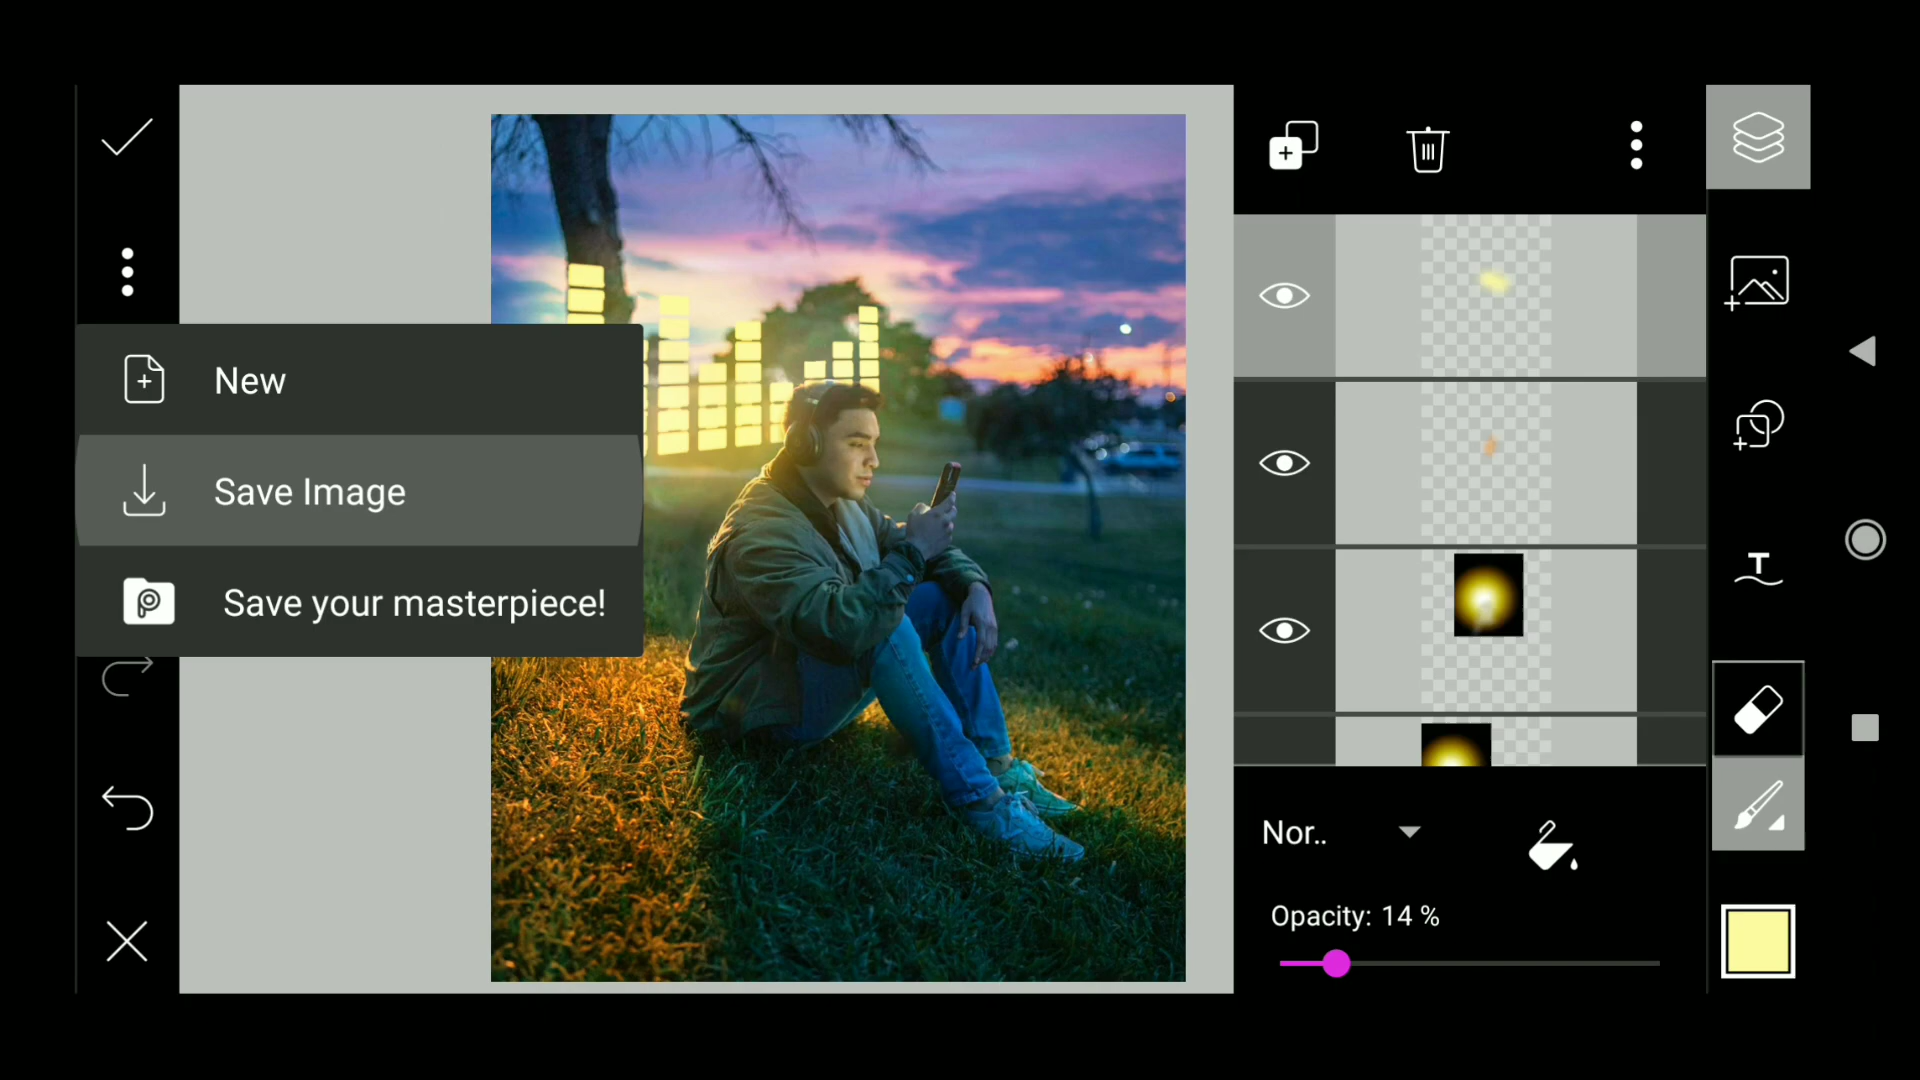 New
Save Image
Save your masterpiece!
T
Nor..
Opacity: 14 %